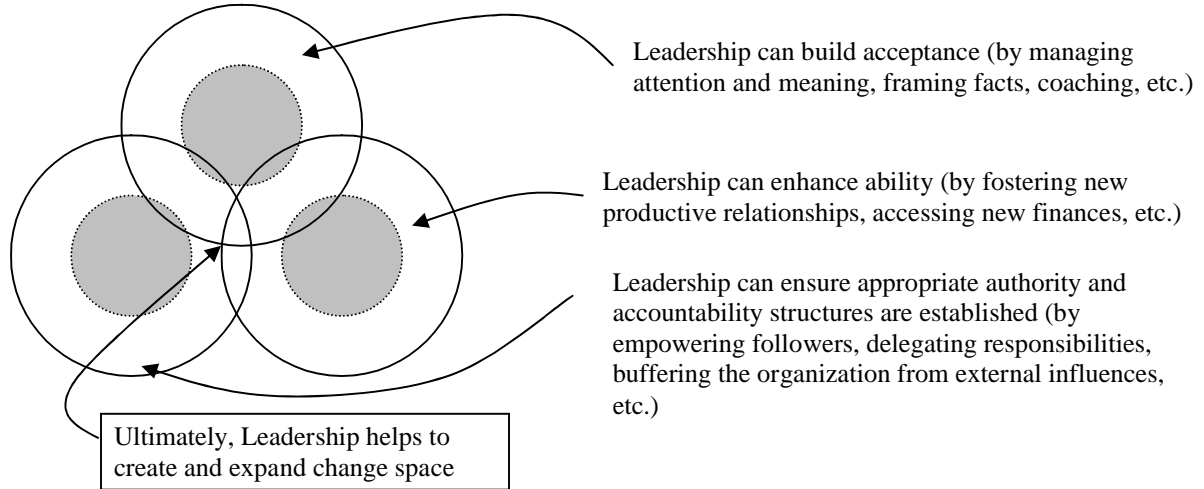 Leadership can build acceptance (by managing
attention and meaning, framing facts, coaching, etc.)
Leadership can enhance ability (by fostering new
productive relationships, accessing new finances, etc.)
Leadership can ensure appropriate authority and
accountability structures are established (by
empowering followers, delegating responsibilities,
buffering the organization from external influences,
etc.)
Ultimately, Leadership helps to
create and expand change space